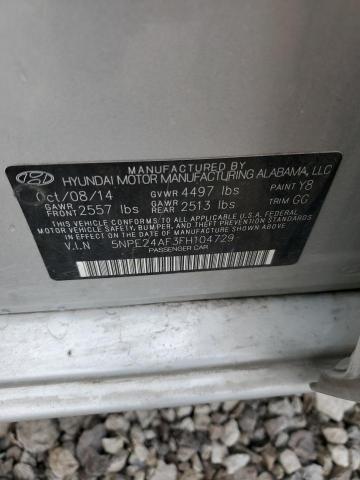 MANUFACTURED BY
HYUNDAI MOTOR MANUFACTURING ALABAMA, LLC
Oct/08/14 GVWR 4497 lbs PAINT Y8
GAWR FRONT 2557 lbs GAWR REAR 2513 lbs TRIM GG
THIS VEHICLE CONFORMS TO ALL APPLICABLE U.S.A. FEDERAL
MOTOR VEHICLE SAFETY, BUMPER, AND THEFT PREVENTION
STANDARDS IN EFFECT ON THE DATE OF MANUFACTURE SHOWN ABOVE.
V.I.N 5NPE24AF3FH104729
PASSENGER CAR